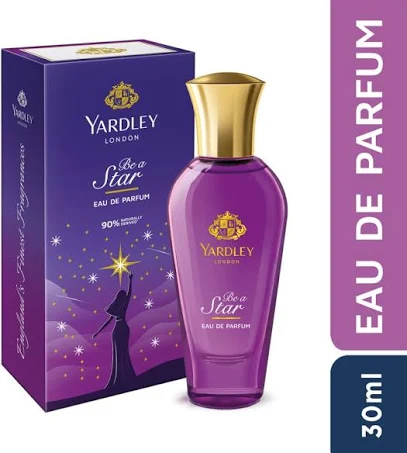 YARDLEY
LONDON
Be a
Star
EAU DE PARFUM
90% NATURALLY
DERIVED*
England's Finest Fragrances
YARDLEY
LONDON
Be a
Star
EAU DE PARFUM
EAU DE PARFUM
30ml